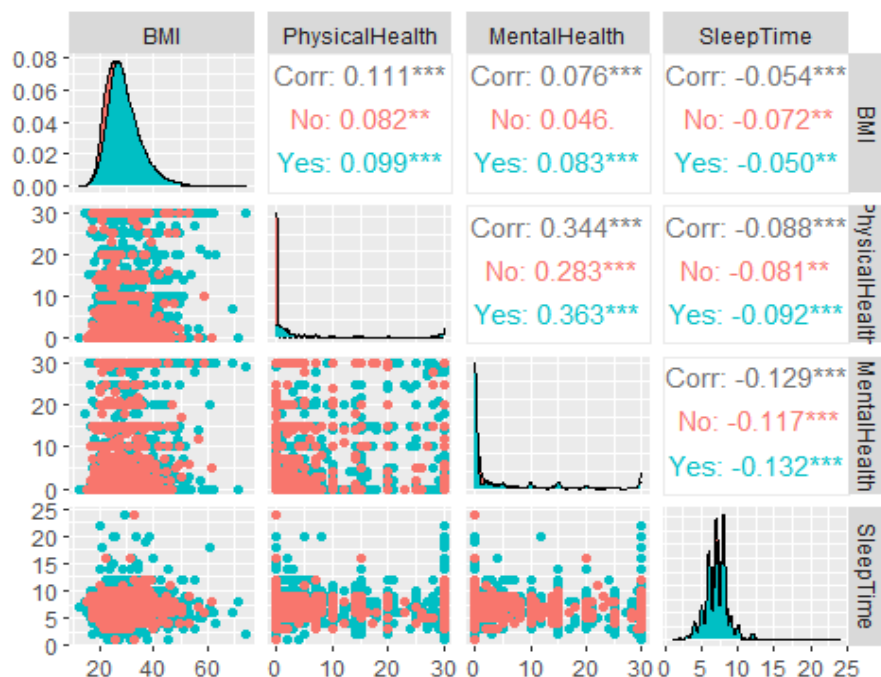 BMI PhysicalHealth MentalHealth SleepTime
0.08
0.06
0.04
0.02
0.00
Corr: 0.111***
No: 0.082**
Yes: 0.099***
Corr: 0.076***
No: 0.046.
Yes: 0.083***
Corr: -0.054***
No: -0.072**
Yes: -0.050**
BMI
30
20
10
0
Corr: 0.344***
No: 0.283***
Yes: 0.363***
Corr: -0.088***
No: -0.081**
Yes: -0.092***
PhysicalHealth
30
20
10
0
Corr: -0.129***
No: -0.117***
Yes: -0.132***
MentalHealth
25
20
15
10
5
0
SleepTime
20 40 60 0 10 20 30 0 10 20 30 0 5 10 15 20 25